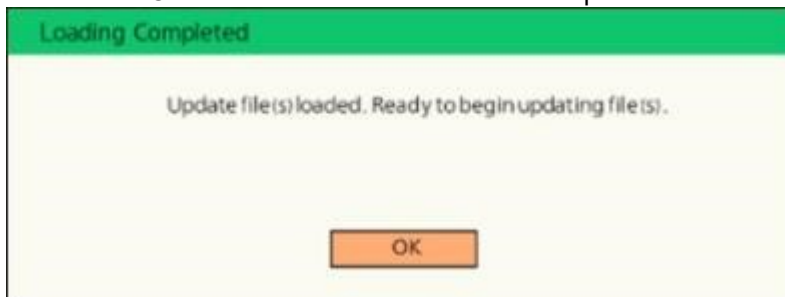 Loading Completed
Update file(s) loaded. Ready to begin updating file(s).
OK